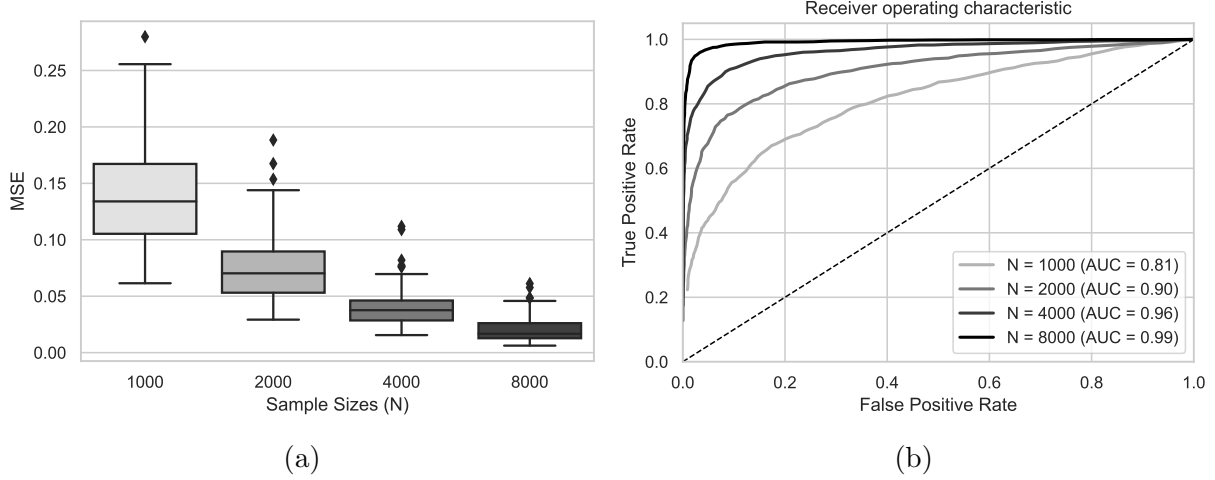 MSE
0.25
0.20
0.15
0.10
0.05
0.00
1000 2000 4000 8000
Sample Sizes (N)
(a)
Receiver operating characteristic
True Positive Rate
1.0
0.8
0.6
0.4
0.2
0.0
N = 1000 (AUC = 0.81)
N = 2000 (AUC = 0.90)
N = 4000 (AUC = 0.96)
N = 8000 (AUC = 0.99)
0.0 0.2 0.4 0.6 0.8 1.0
False Positive Rate
(b)